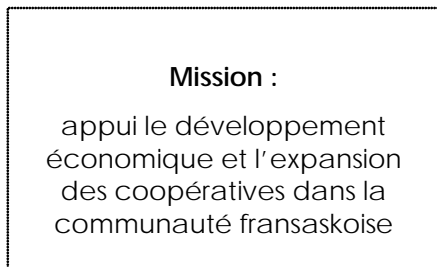 Mission :
appui le développement
économique et l'expansion
des coopératives dans la
communauté fransaskoise